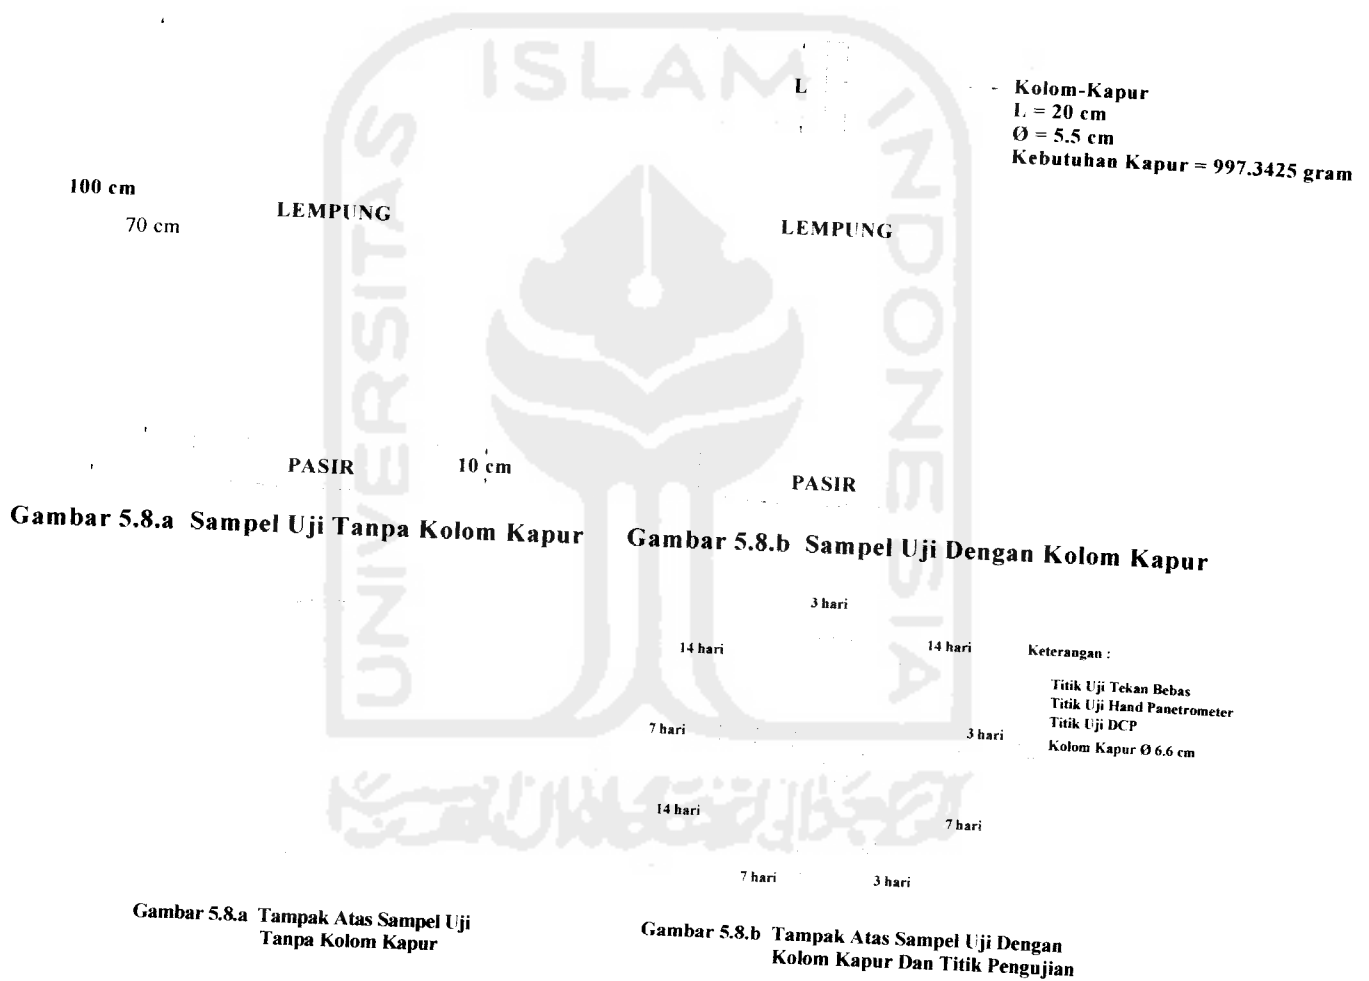 UNIVERSITAS ISLAM INDONESIA
L
Kolom-Kapur
L = 20 cm
Ø = 5.5 cm
Kebutuhan Kapur = 997.3425 gram
100 cm
70 cm
LEMPUNG
LEMPUNG
PASIR
10 cm
PASIR
Gambar 5.8.a Sampel Uji Tanpa Kolom Kapur
Gambar 5.8.b Sampel Uji Dengan Kolom Kapur
3 hari
14 hari
14 hari
7 hari
3 hari
14 hari
7 hari
7 hari
3 hari
Keterangan :
Titik Uji Tekan Bebas
Titik Uji Hand Panetrometer
Titik Uji DCP
Kolom Kapur Ø 6.6 cm
Gambar 5.8.a Tampak Atas Sampel Uji
Tanpa Kolom Kapur
Gambar 5.8.b Tampak Atas Sampel Uji Dengan
Kolom Kapur Dan Titik Pengujian